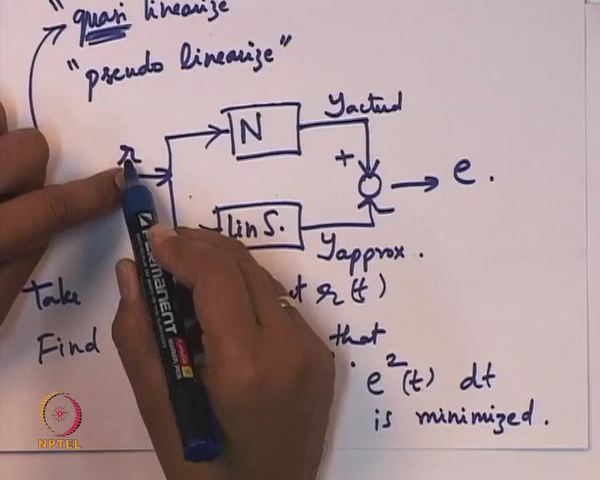 "quasi linearize
"pseudo linearize"
Yactual
N
r
+
e.
lin S.
-
Yapprox.
Take r(t)
Find that
e²(t) dt
is minimized.
PERMANENT
NPTEL